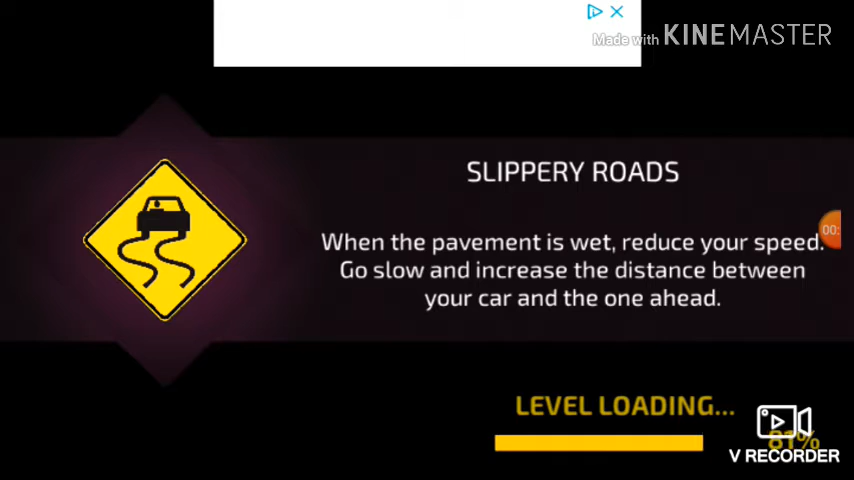 Made with KINEMASTER
SLIPPERY ROADS
00:
When the pavement is wet, reduce your speed.
Go slow and increase the distance between
your car and the one ahead.
LEVEL LOADING...
81%
V RECORDER